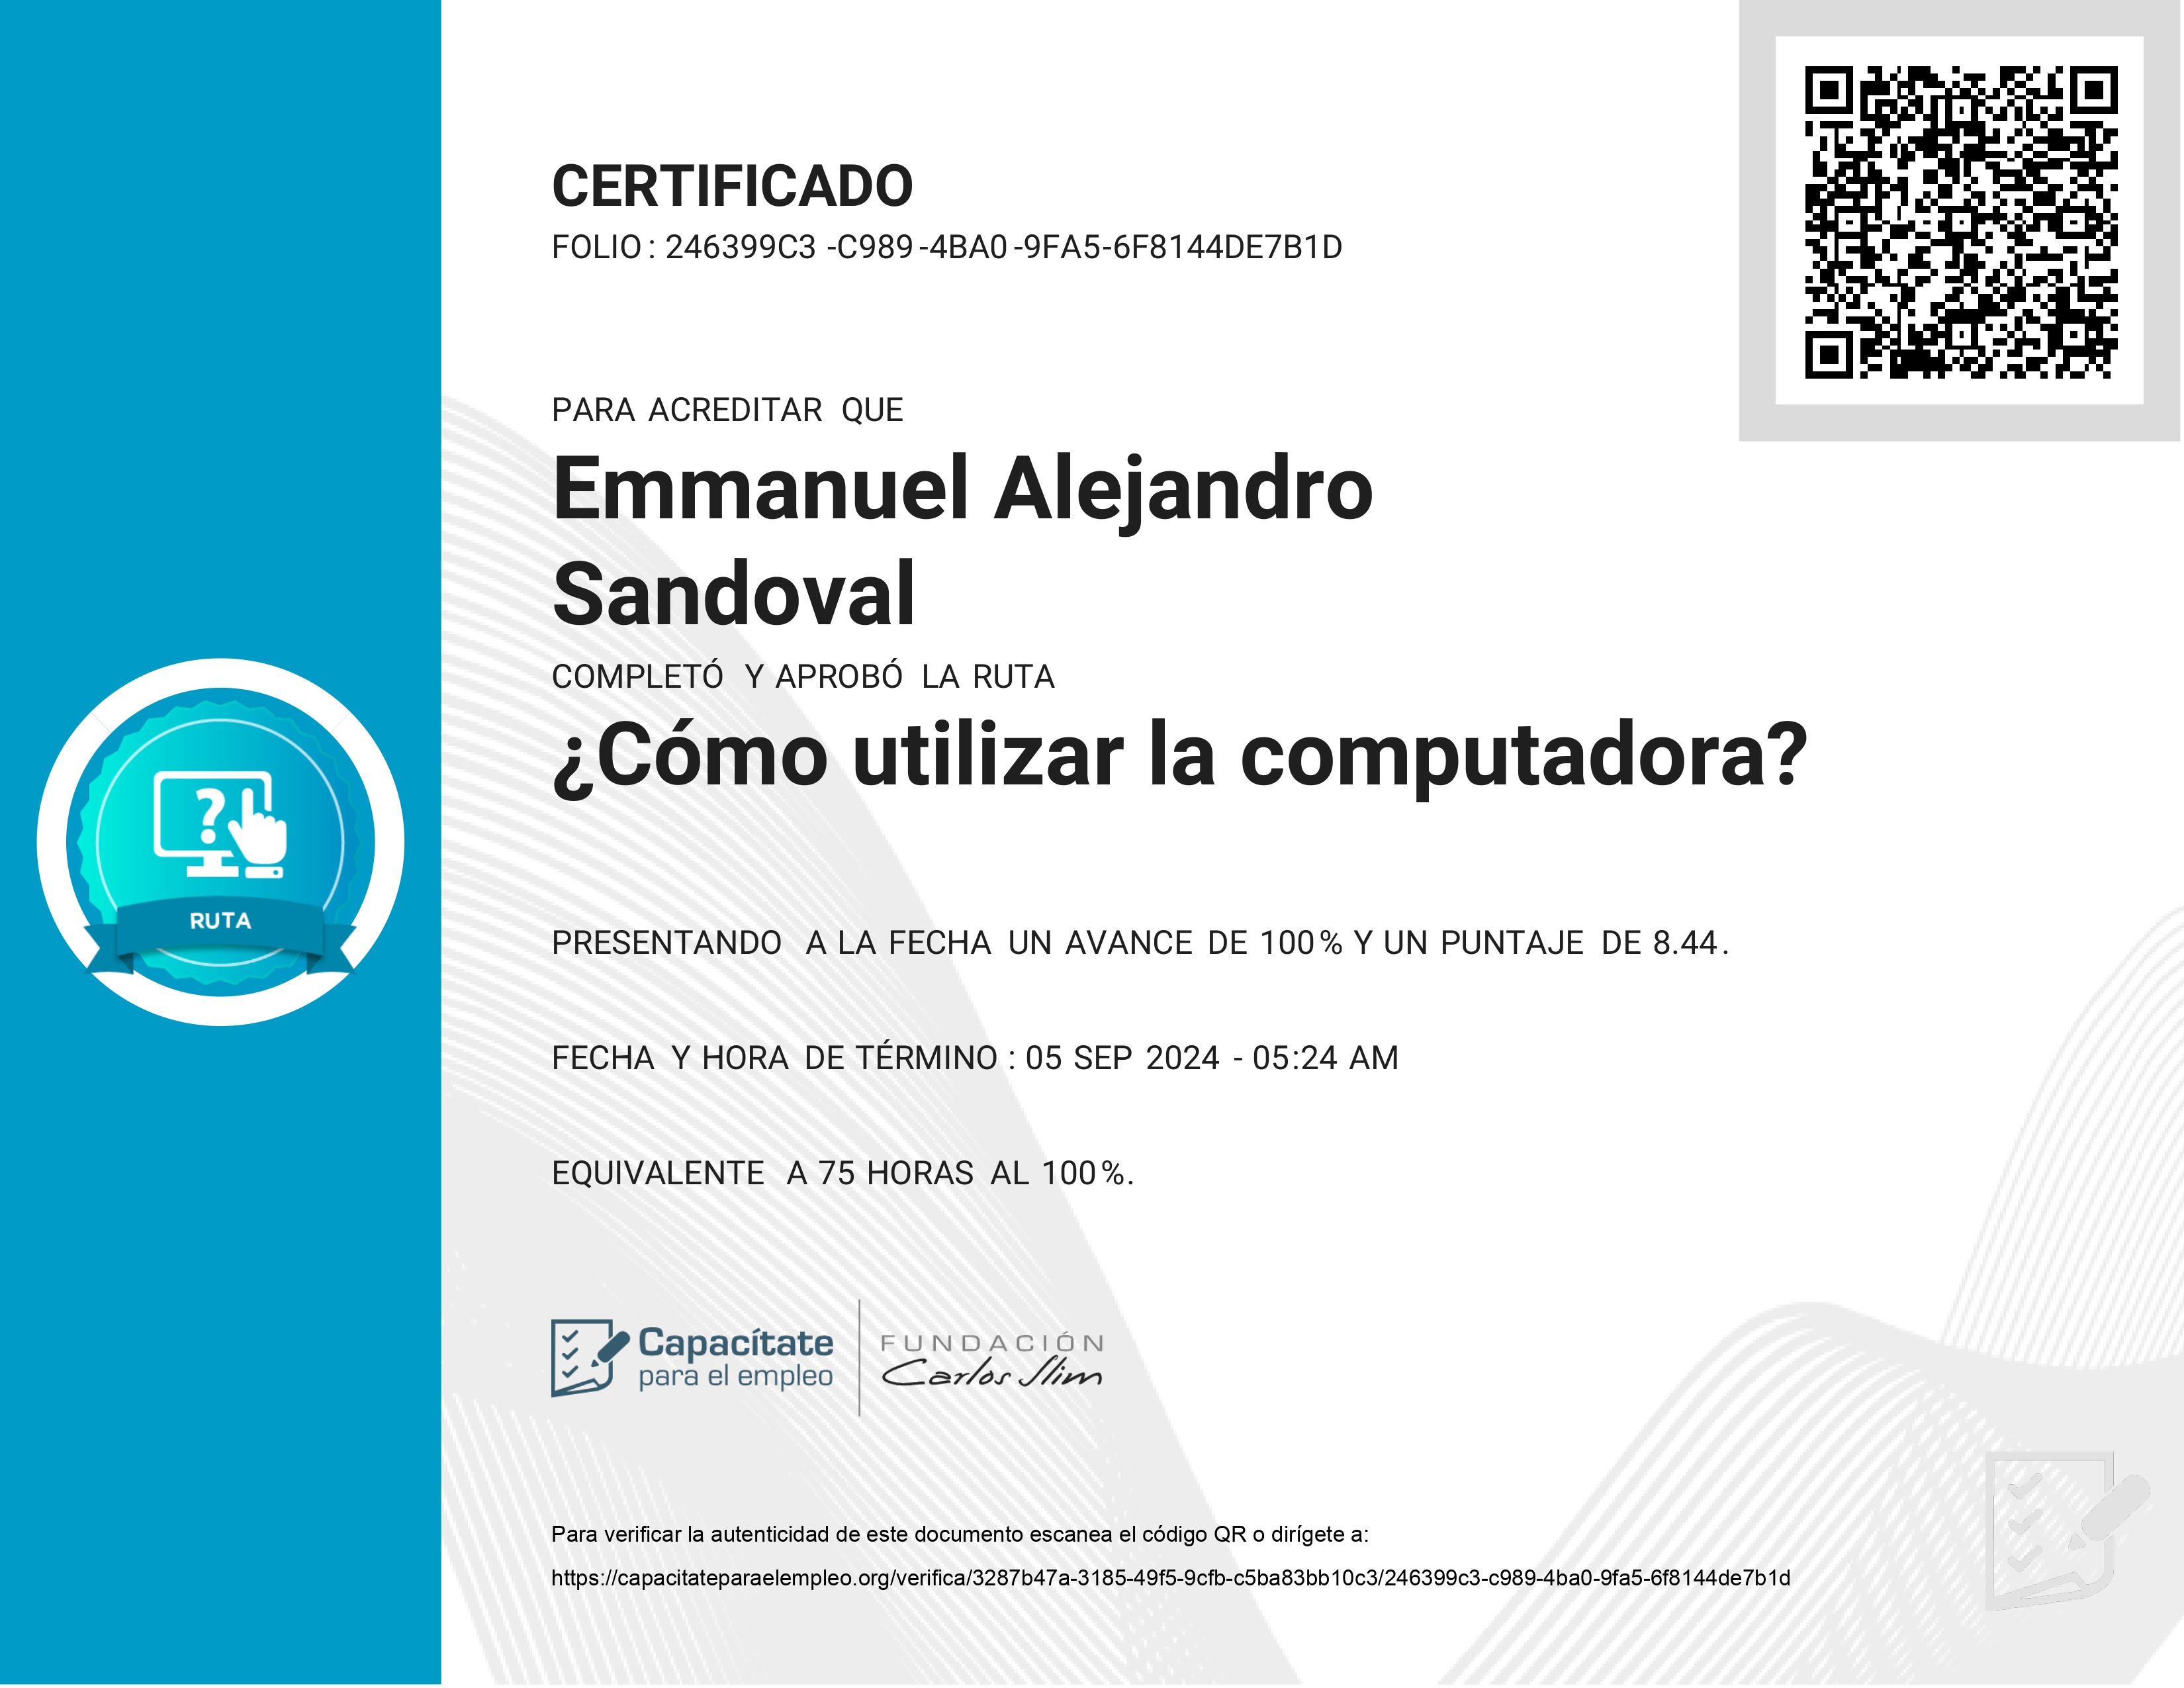 CERTIFICADO
FOLIO : 246399C3 -C989 -4BA0 -9FA5-6F8144DE7B1D
PARA ACREDITAR QUE
Emmanuel Alejandro
Sandoval
COMPLETÓ Y APROBÓ LA RUTA
¿Cómo utilizar la computadora?
RUTA
PRESENTANDO A LA FECHA UN AVANCE DE 100% Y UN PUNTAJE DE 8.44.
FECHA Y HORA DE TÉRMINO : 05 SEP 2024 - 05:24 AM
EQUIVALENTE A 75 HORAS AL 100%.
Capacítate
para el empleo
FUNDACIÓN
Carlos Slim
Para verificar la autenticidad de este documento escanea el código QR o dirígete a:
https://capacitateparaelempleo.org/verifica/3287b47a-3185-49f5-9cfb-c5ba83bb10c3/246399c3-c989-4ba0-9fa5-6f8144de7b1d